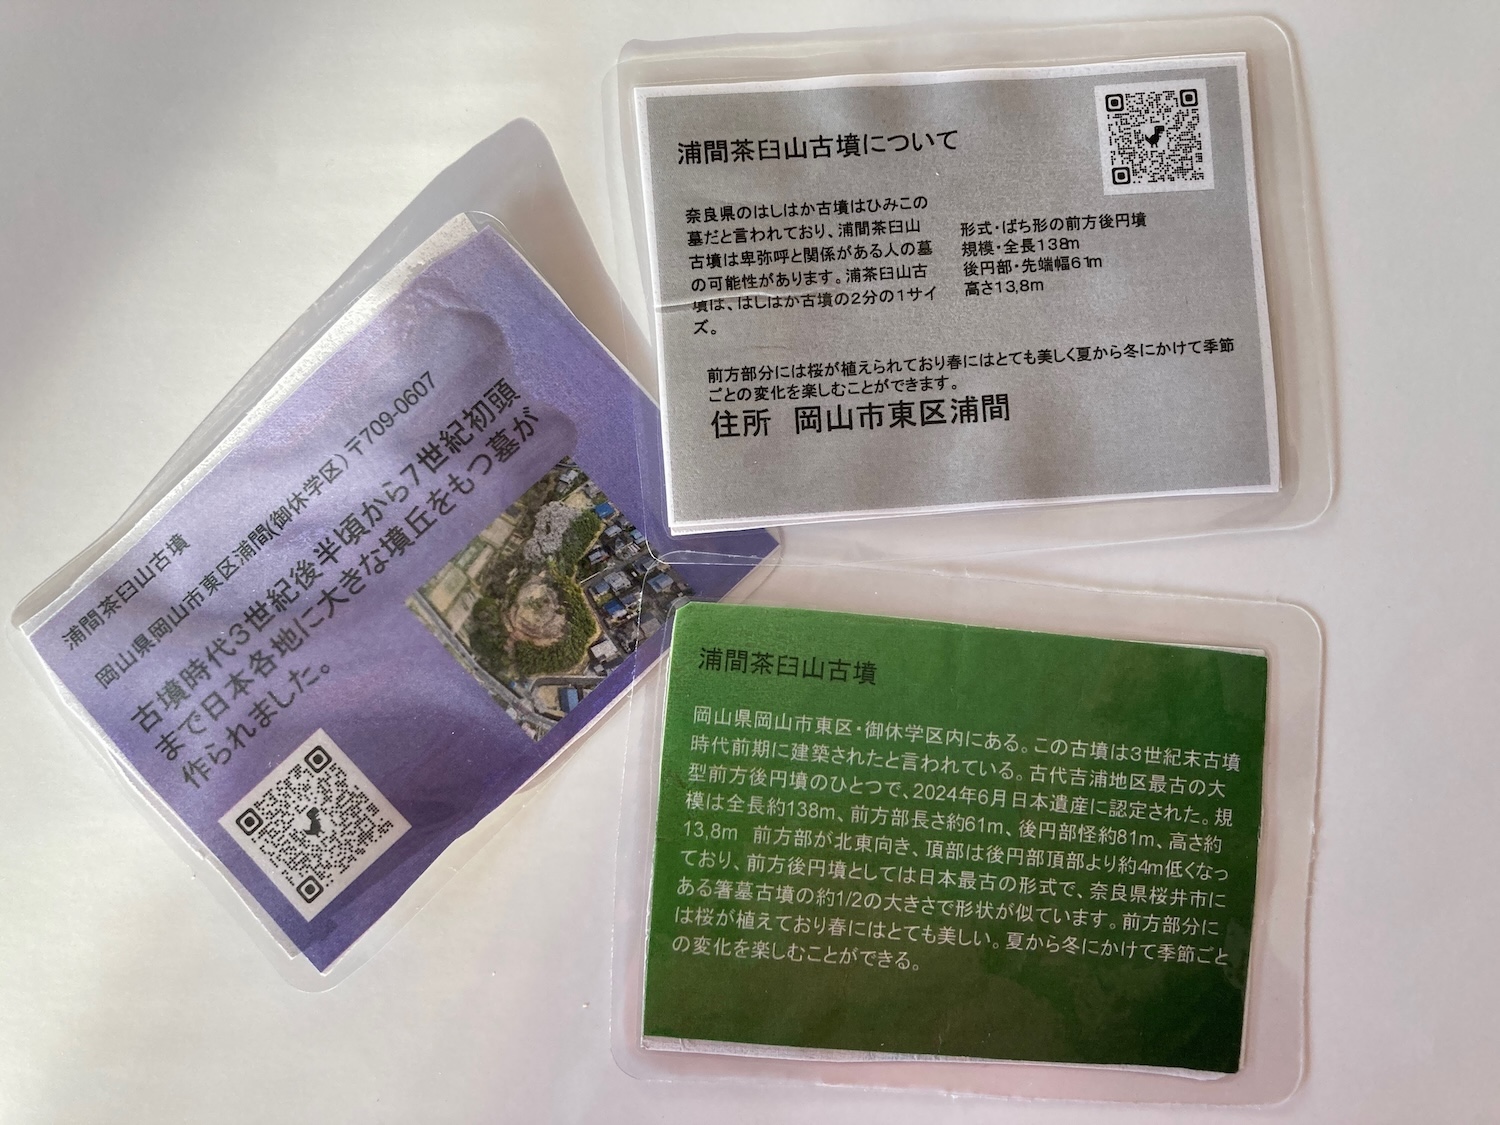 浦間茶臼山古墳について
奈良県のはしはか古墳はひみこの
墓だと言われており、浦間茶臼山
古墳は卑弥呼と関係がある人の墓
の可能性があります。浦茶臼山古
墳は、はしはか古墳の2分の1サイ
ズ。
形式・ばち形の前方後円墳
規模・全長138m
後円部・先端幅61m
高さ13,8m
前方部分には桜が植えられており春にはとても美しく夏から冬にかけて季節
ごとの変化を楽しむことができます。
住所 岡山市東区浦間
浦間茶臼山古墳
岡山県岡山市東区浦間(御休学区)〒709-0607
古墳時代3世紀後半頃から7世紀初頭
まで日本各地に大きな墳丘をもつ墓が
作られました。
浦間茶臼山古墳
岡山県岡山市東区・御休学区内にある。この古墳は3世紀末古墳
時代前期に建築されたと言われている。古代吉浦地区最古の大
型前方後円墳のひとつで、2024年6月日本遺産に認定された。規
模は全長約138m、前方部長さ約61m、後円部怪約81m、高さ約
13,8m 前方部が北東向き、頂部は後円部頂部より約4m低くなっ
ており、前方後円墳としては日本最古の形式で、奈良県桜井市に
ある箸墓古墳の約1/2の大きさで形状が似ています。前方部分に
は桜が植えており春にはとても美しい。夏から冬にかけて季節ごと
の変化を楽しむことができる。